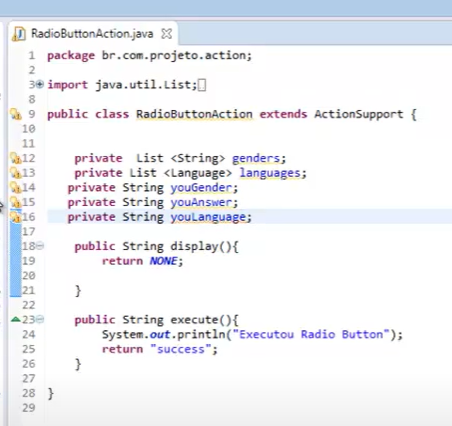 RadioButtonAction.java
1 package br.com.projeto.action;
2
3 import java.util.List;
8
9 public class RadioButtonAction extends ActionSupport {
10
11
12 private  List <String> genders;
13 private List <Language> languages;
14 private String youGender;
15 private String youAnswer;
16 private String youLanguage;
17
18 public String display(){
19 return NONE;
20
21 }
22
23 public String execute(){
24 System.out.println("Executou Radio Button");
25 return "success";
26 }
27
28 }
29